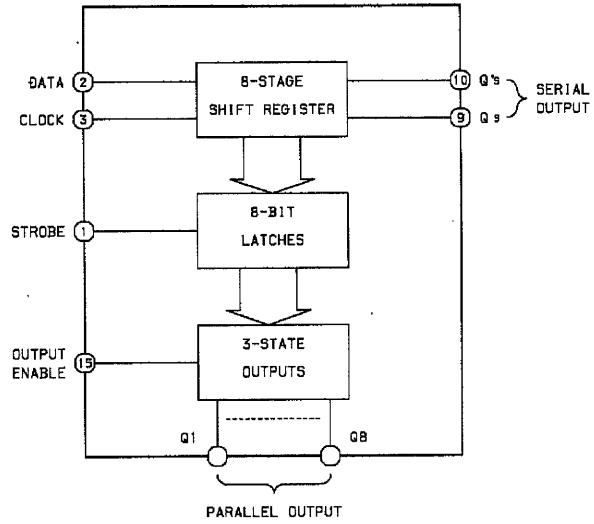 DATA 2
8-STAGE
SHIFT REGISTER
10 Q's
CLOCK 3
9 Qs
SERIAL
OUTPUT
STROBE 1
8-BIT
LATCHES
OUTPUT
ENABLE 15
3-STATE
OUTPUTS
Q1
Q8
PARALLEL OUTPUT